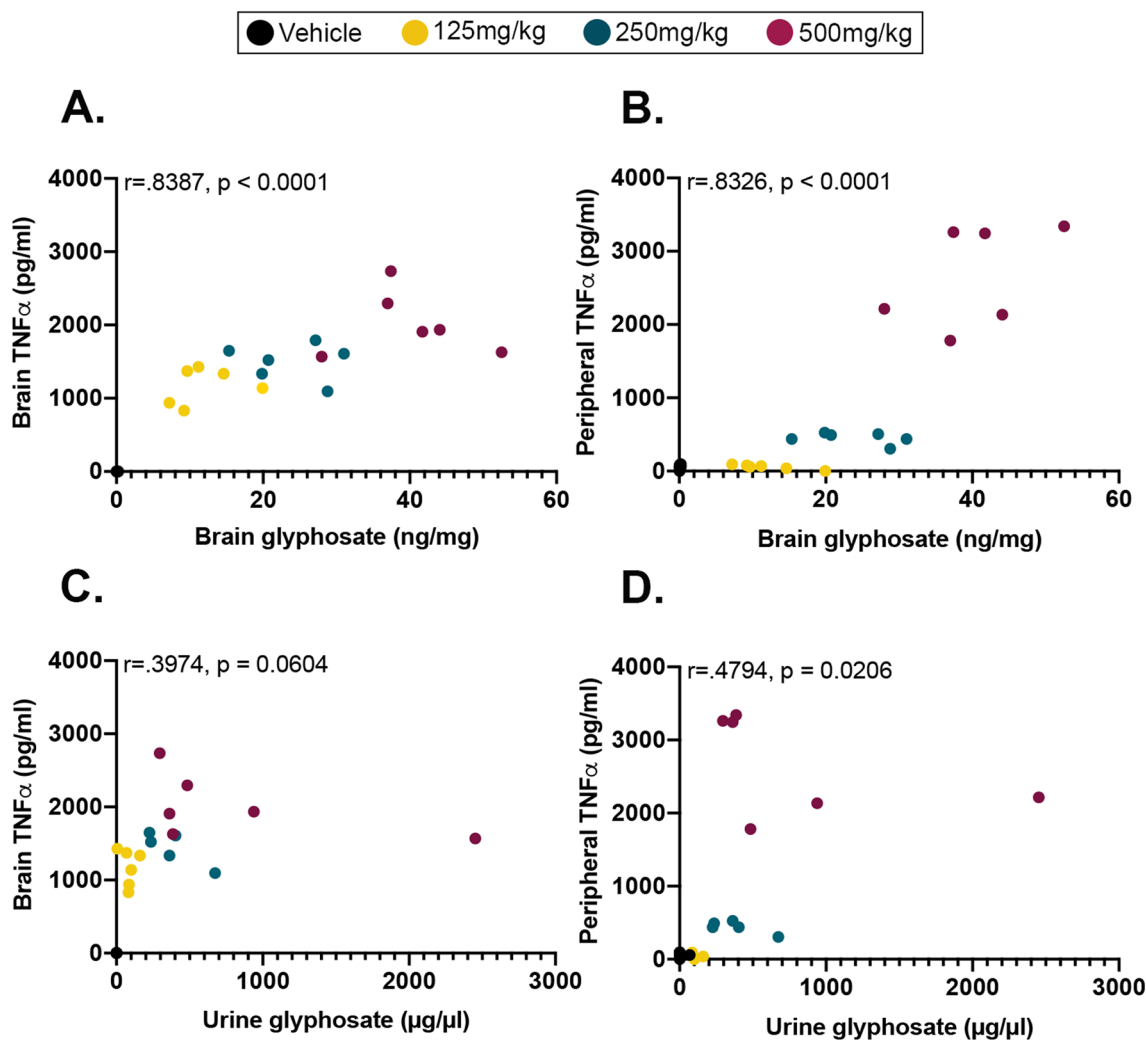 Vehicle 125mg/kg 250mg/kg 500mg/kg
A.
r=.8387, p < 0.0001
4000
3000
2000
1000
0
Brain TNFα (pg/ml)
0 20 40 60
Brain glyphosate (ng/mg)
B.
r=.8326, p < 0.0001
4000
3000
2000
1000
0
Peripheral TNFα (pg/ml)
0 20 40 60
Brain glyphosate (ng/mg)
C.
r=.3974, p = 0.0604
4000
3000
2000
1000
0
Brain TNFα (pg/ml)
0 1000 2000 3000
Urine glyphosate (µg/µl)
D.
r=.4794, p = 0.0206
4000
3000
2000
1000
0
Peripheral TNFα (pg/ml)
0 1000 2000 3000
Urine glyphosate (µg/µl)